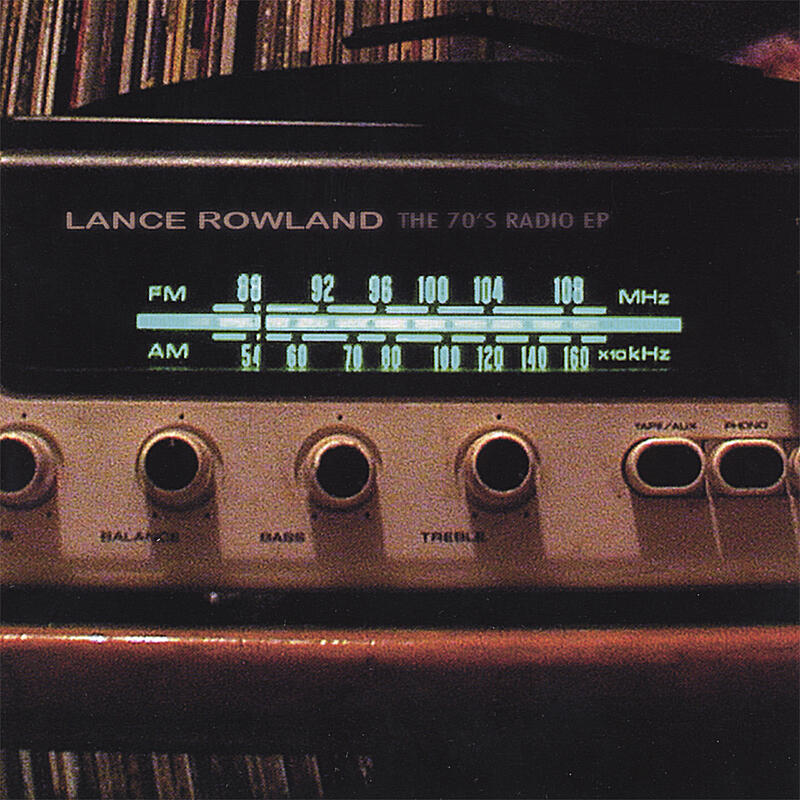 LANCE ROWLAND THE 70'S RADIO EP
FM 88 92 96 100 104 108 MHz
AM 54 60 70 80 100 120 140 160 x10kHz
TAPE/AUX PHONO
BALANCE BASS TREBLE